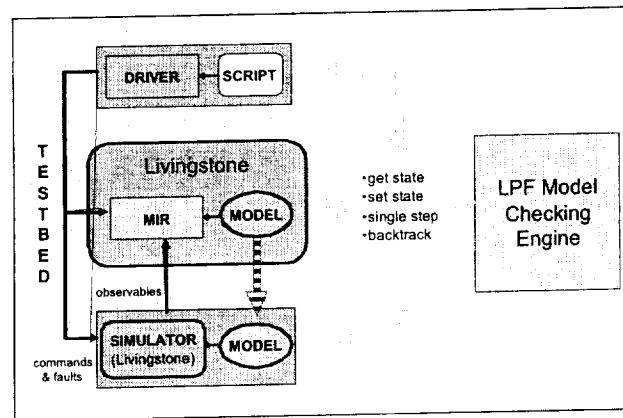 DRIVER
SCRIPT
TESTBED
Livingstone
MIR
MODEL
•get state
•set state
•single step
•backtrack
LPF Model
Checking
Engine
observables
SIMULATOR
(Livingstone)
MODEL
commands
& faults